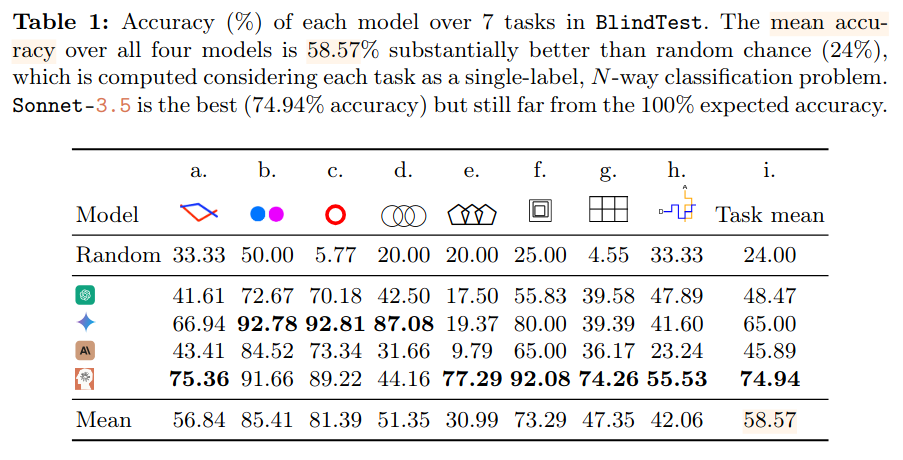 Table 1: Accuracy (%) of each model over 7 tasks in BlindTest. The mean accu-
racy over all four models is 58.57% substantially better than random chance (24%),
which is computed considering each task as a single-label, N-way classification problem.
Sonnet-3.5 is the best (74.94% accuracy) but still far from the 100% expected accuracy.
a. b. c. d. e. f. g. h. i.
A
Model D Task mean
Random 33.33 50.00 5.77 20.00 20.00 25.00 4.55 33.33 24.00
41.61 72.67 70.18 42.50 17.50 55.83 39.58 47.89 48.47
66.94 92.78 92.81 87.08 19.37 80.00 39.39 41.60 65.00
A\ 43.41 84.52 73.34 31.66 9.79 65.00 36.17 23.24 45.89
75.36 91.66 89.22 44.16 77.29 92.08 74.26 55.53 74.94
Mean 56.84 85.41 81.39 51.35 30.99 73.29 47.35 42.06 58.57